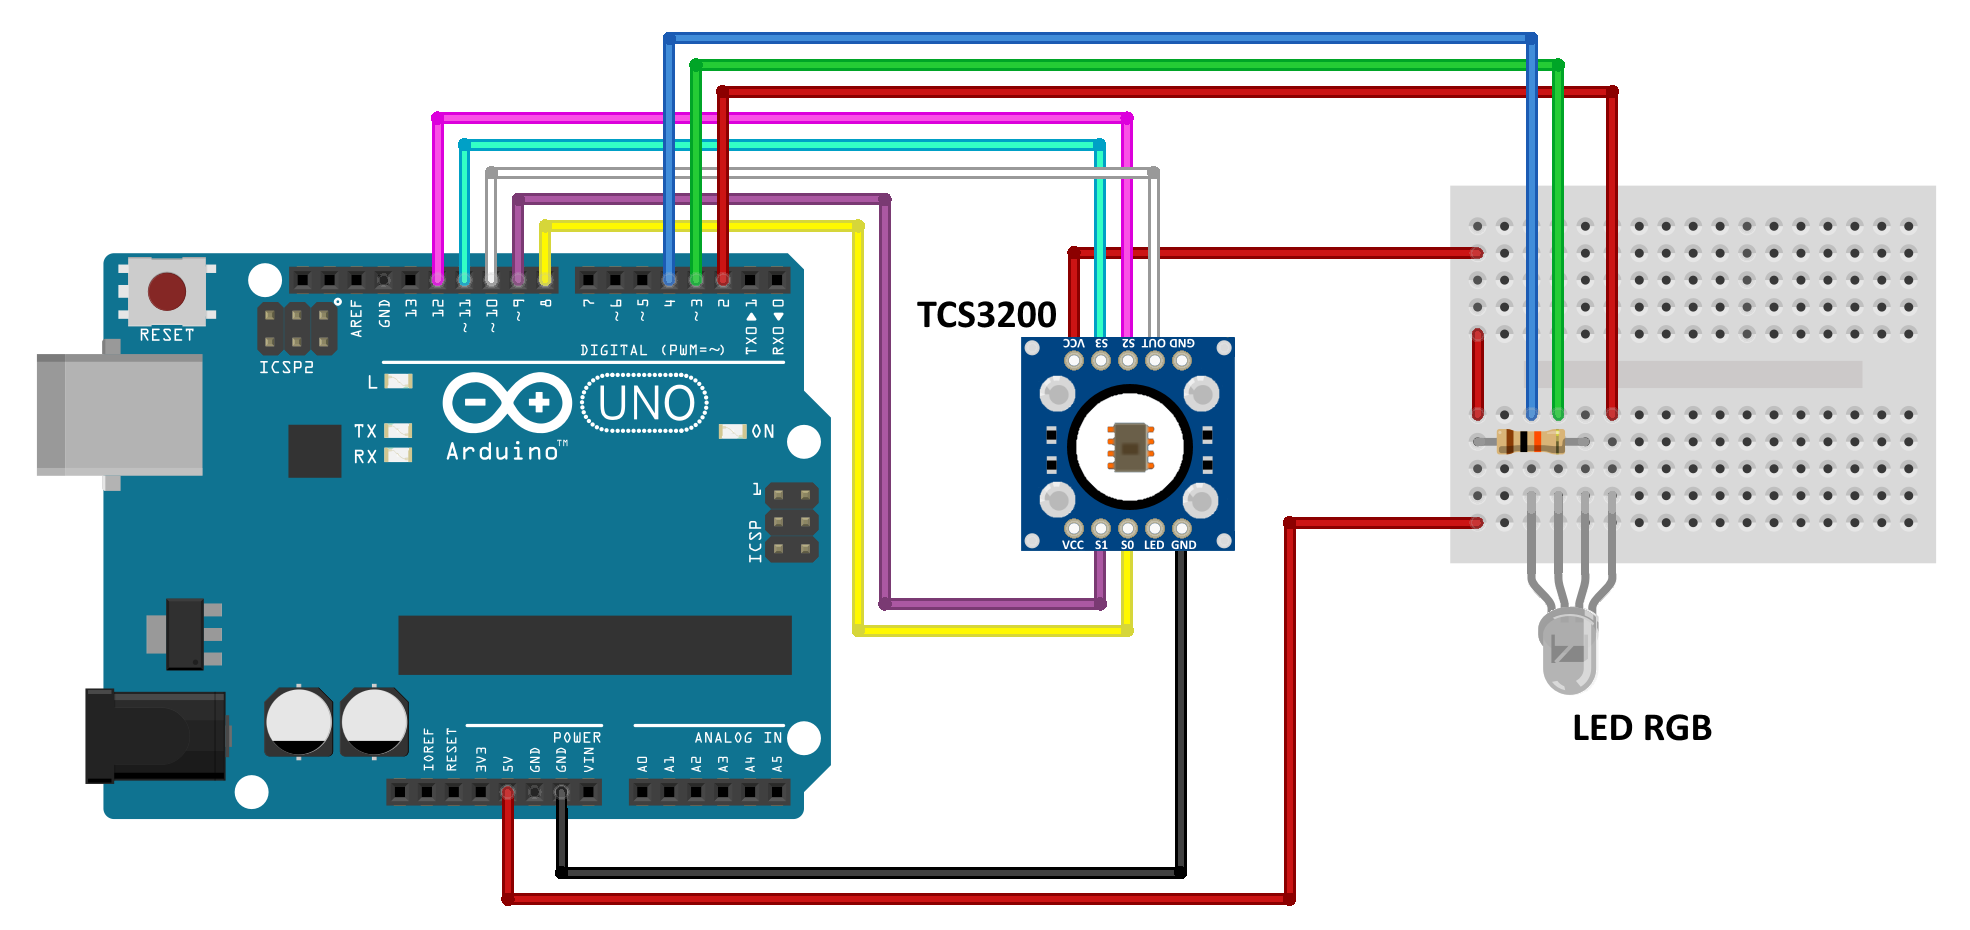 TCS3200
RESET
ICSP2
AREF
GND
13
12
~11
~10
~9
8
7
~6
~5
4
~3
2
TX0▶1
RX0◀0
DIGITAL (PWM=~)
L
TX
RX
UNO
Arduino™
ON
1
ICSP
VCC
S3
S2
OUT
GND
VCC
S1
S0
LED
GND
LED RGB
POWER
ANALOG IN
IOREF
RESET
3V3
5V
GND
GND
VIN
A0
A1
A2
A3
A4
A5